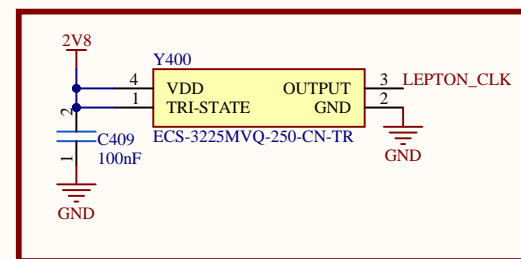 2V8
Y400
4 VDD OUTPUT 3 LEPTON_CLK
1 TRI-STATE GND 2
ECS-3225MVQ-250-CN-TR
2
C409
1 100nF
GND
GND